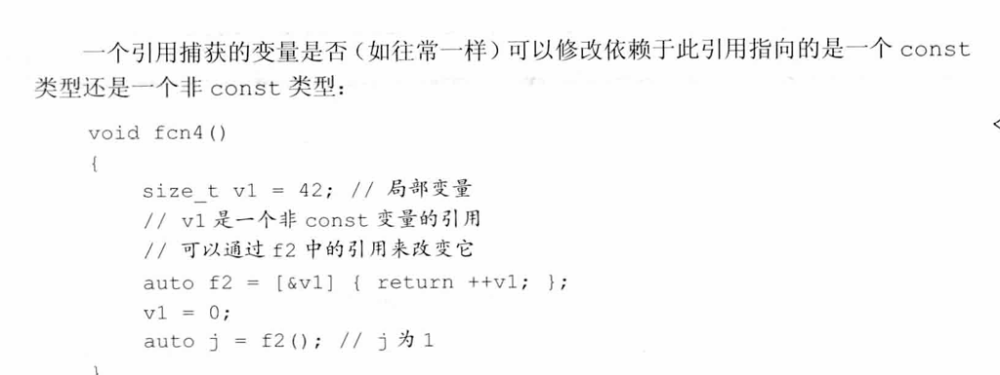 一个引用捕获的变量是否（如往常一样）可以修改依赖于此引用指向的是一个 const
类型还是一个非 const 类型：
void fcn4()
{
size_t v1 = 42; // 局部变量
// v1 是一个非 const 变量的引用
// 可以通过 f2 中的引用来改变它
auto f2 = [&v1] { return ++v1; };
v1 = 0;
auto j = f2(); // j 为 1
}